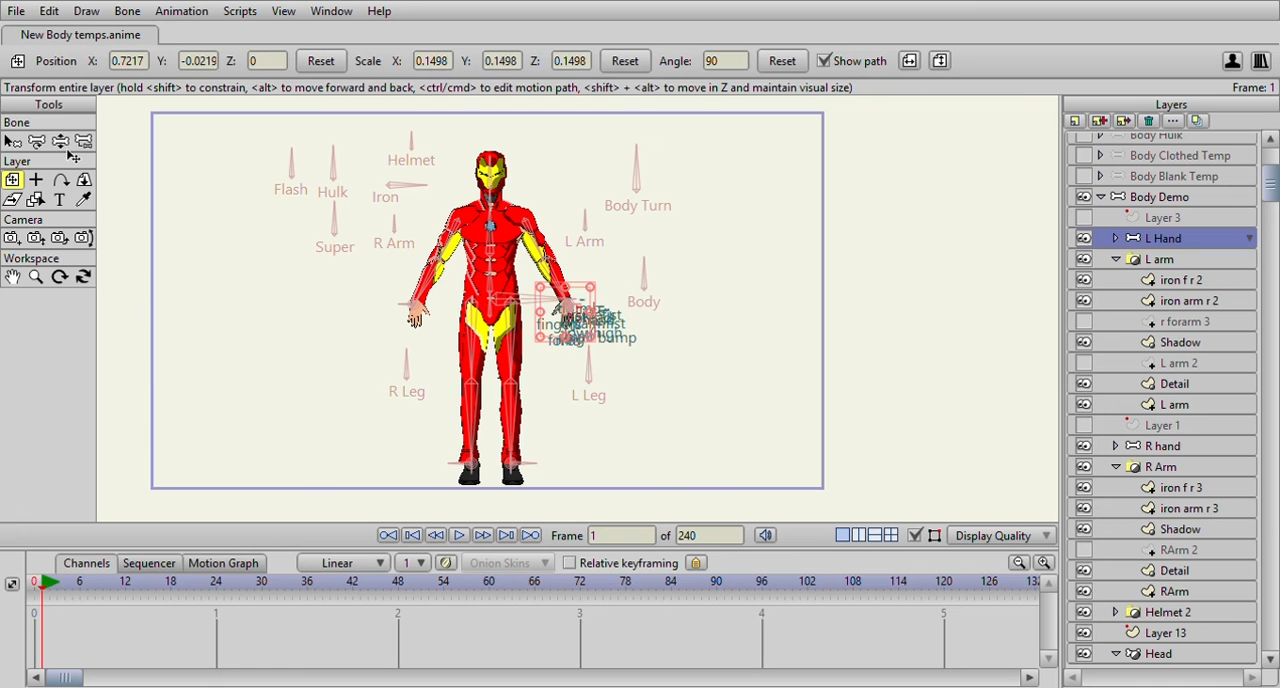 File Edit Draw Bone Animation Scripts View Window Help
New Body temps.anime
Position X: 0.7217 Y: -0.0219 Z: 0 Reset Scale X: 0.1498 Y: 0.1498 Z: 0.1498 Reset Angle: 90 Reset Show path
Transform entire layer (hold <shift> to constrain, <alt> to move forward and back, <ctrl/cmd> to edit motion path, <shift> + <alt> to move in Z and maintain visual size) Frame: 1
Tools
Bone
Layer
Camera
Workspace
Helmet
Flash Hulk Iron
Body Turn
Super R Arm L Arm
Body
bump
R Leg L Leg
Layers
Body Hulk
Body Clothed Temp
Body Blank Temp
Body Demo
Layer 3
L Hand
L arm
iron f r 2
iron arm r 2
r forarm 3
Shadow
L arm 2
Detail
L arm
Layer 1
R hand
R Arm
iron f r 3
iron arm r 3
Shadow
RArm 2
Detail
RArm
Helmet 2
Layer 13
Head
Frame 1 of 240 Display Quality
Channels Sequencer Motion Graph Linear 1 Onion Skins Relative keyframing
0 6 12 18 24 30 36 42 48 54 60 66 72 78 84 90 96 102 108 114 120 126
0 1 2 3 4 5